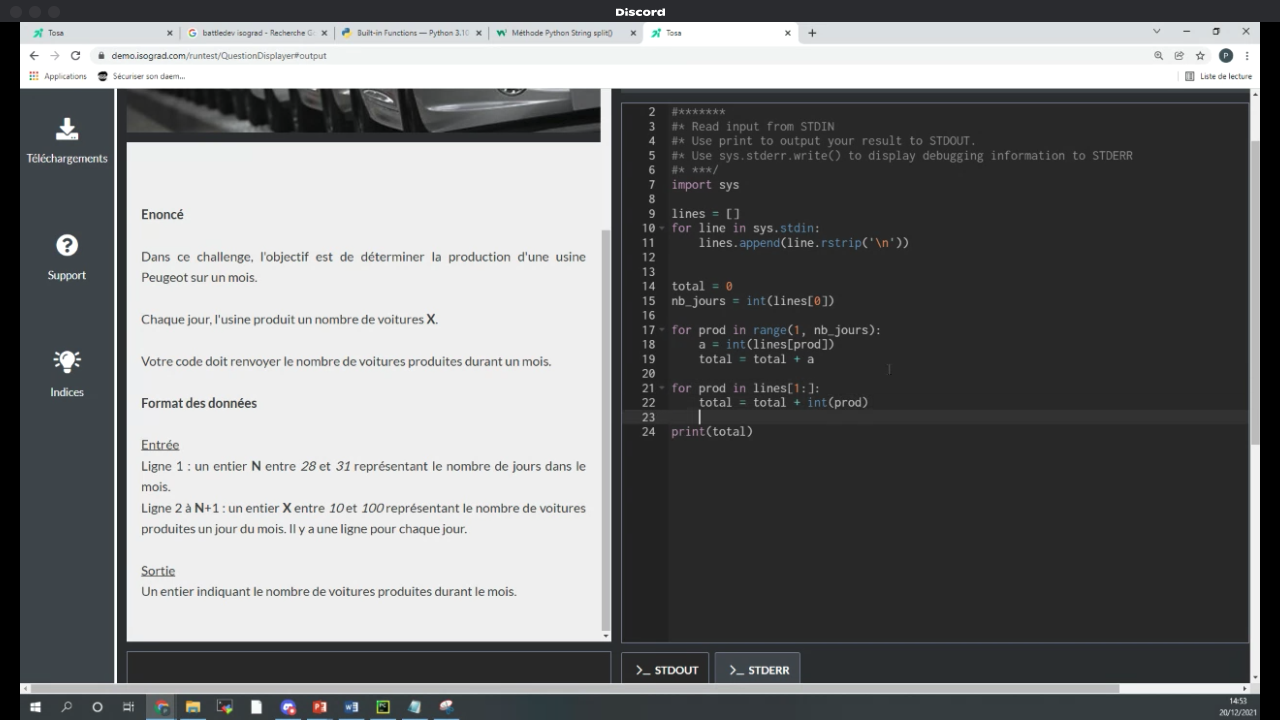 Discord
Tosa
battledev isograd - Recherche G
Built-in Functions — Python 3.10
Méthode Python String split()
Tosa
demo.isograd.com/runtest/QuestionDisplayer#output
P
Applications
Sécuriser son daem...
Liste de lecture
Téléchargements
Support
Indices
Enoncé
Dans ce challenge, l'objectif est de déterminer la production d'une usine
Peugeot sur un mois.
Chaque jour, l'usine produit un nombre de voitures X.
Votre code doit renvoyer le nombre de voitures produites durant un mois.
Format des données
Entrée
Ligne 1 : un entier N entre 28 et 31 représentant le nombre de jours dans le
mois.
Ligne 2 à N+1 : un entier X entre 10 et 100 représentant le nombre de voitures
produites un jour du mois. Il y a une ligne pour chaque jour.
Sortie
Un entier indiquant le nombre de voitures produites durant le mois.
2 #*******
3 #* Read input from STDIN
4 #* Use print to output your result to STDOUT.
5 #* Use sys.stderr.write() to display debugging information to STDERR
6 #* ***/
7 import sys
8
9 lines = []
10 for line in sys.stdin:
11     lines.append(line.rstrip('\n'))
12
13
14 total = 0
15 nb_jours = int(lines[0])
16
17 for prod in range(1, nb_jours):
18     a = int(lines[prod])
19     total = total + a
20
21 for prod in lines[1:]:
22     total = total + int(prod)
23
24 print(total)
>_ STDOUT
>_ STDERR
14:53
20/12/2021